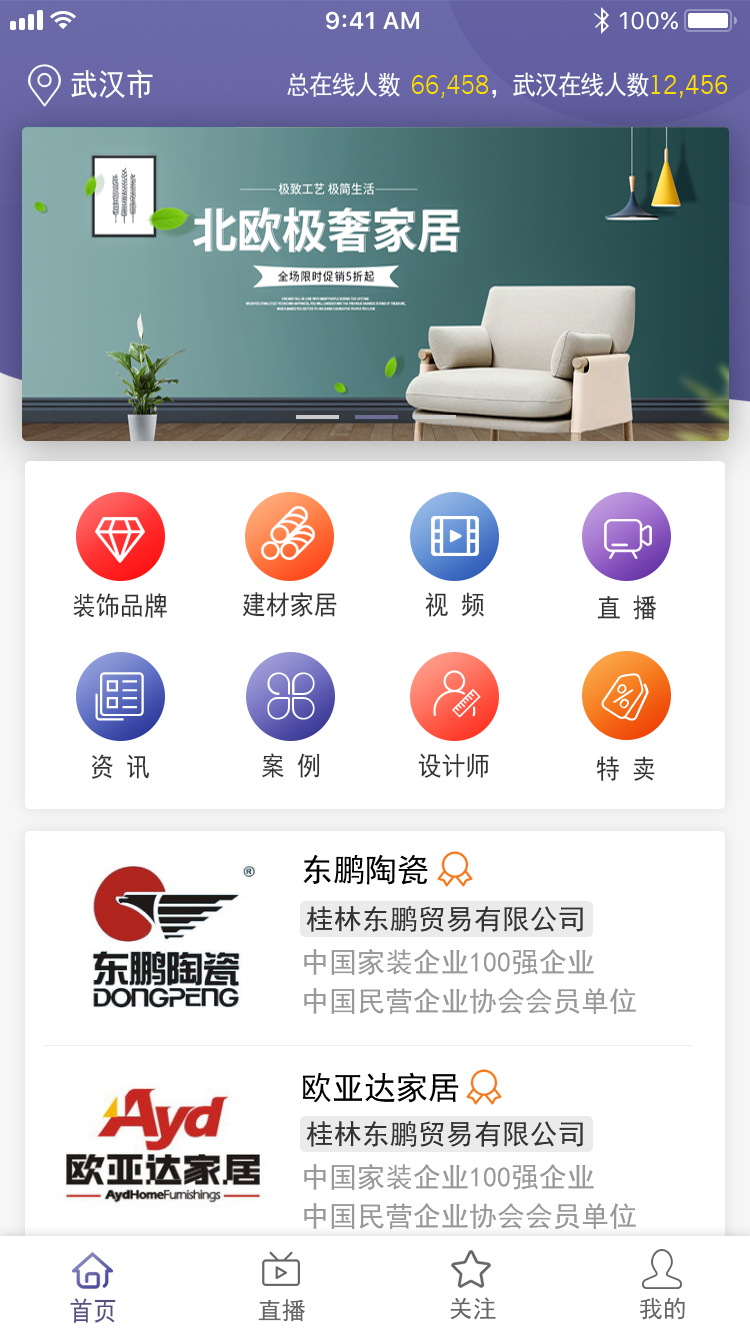 9:41 AM 100%
武汉市 总在线人数 66,458，武汉在线人数12,456
极致工艺 极简生活
北欧极奢家居
全场限时促销5折起
装饰品牌 建材家居 视 频 直 播
资 讯 案 例 设计师 特 卖
®
东鹏陶瓷
DONGPENG
东鹏陶瓷
桂林东鹏贸易有限公司
中国家装企业100强企业
中国民营企业协会会员单位
Ayd
欧亚达家居
AydHomeFurnishings
欧亚达家居
桂林东鹏贸易有限公司
中国家装企业100强企业
中国民营企业协会会员单位
首页 直播 关注 我的